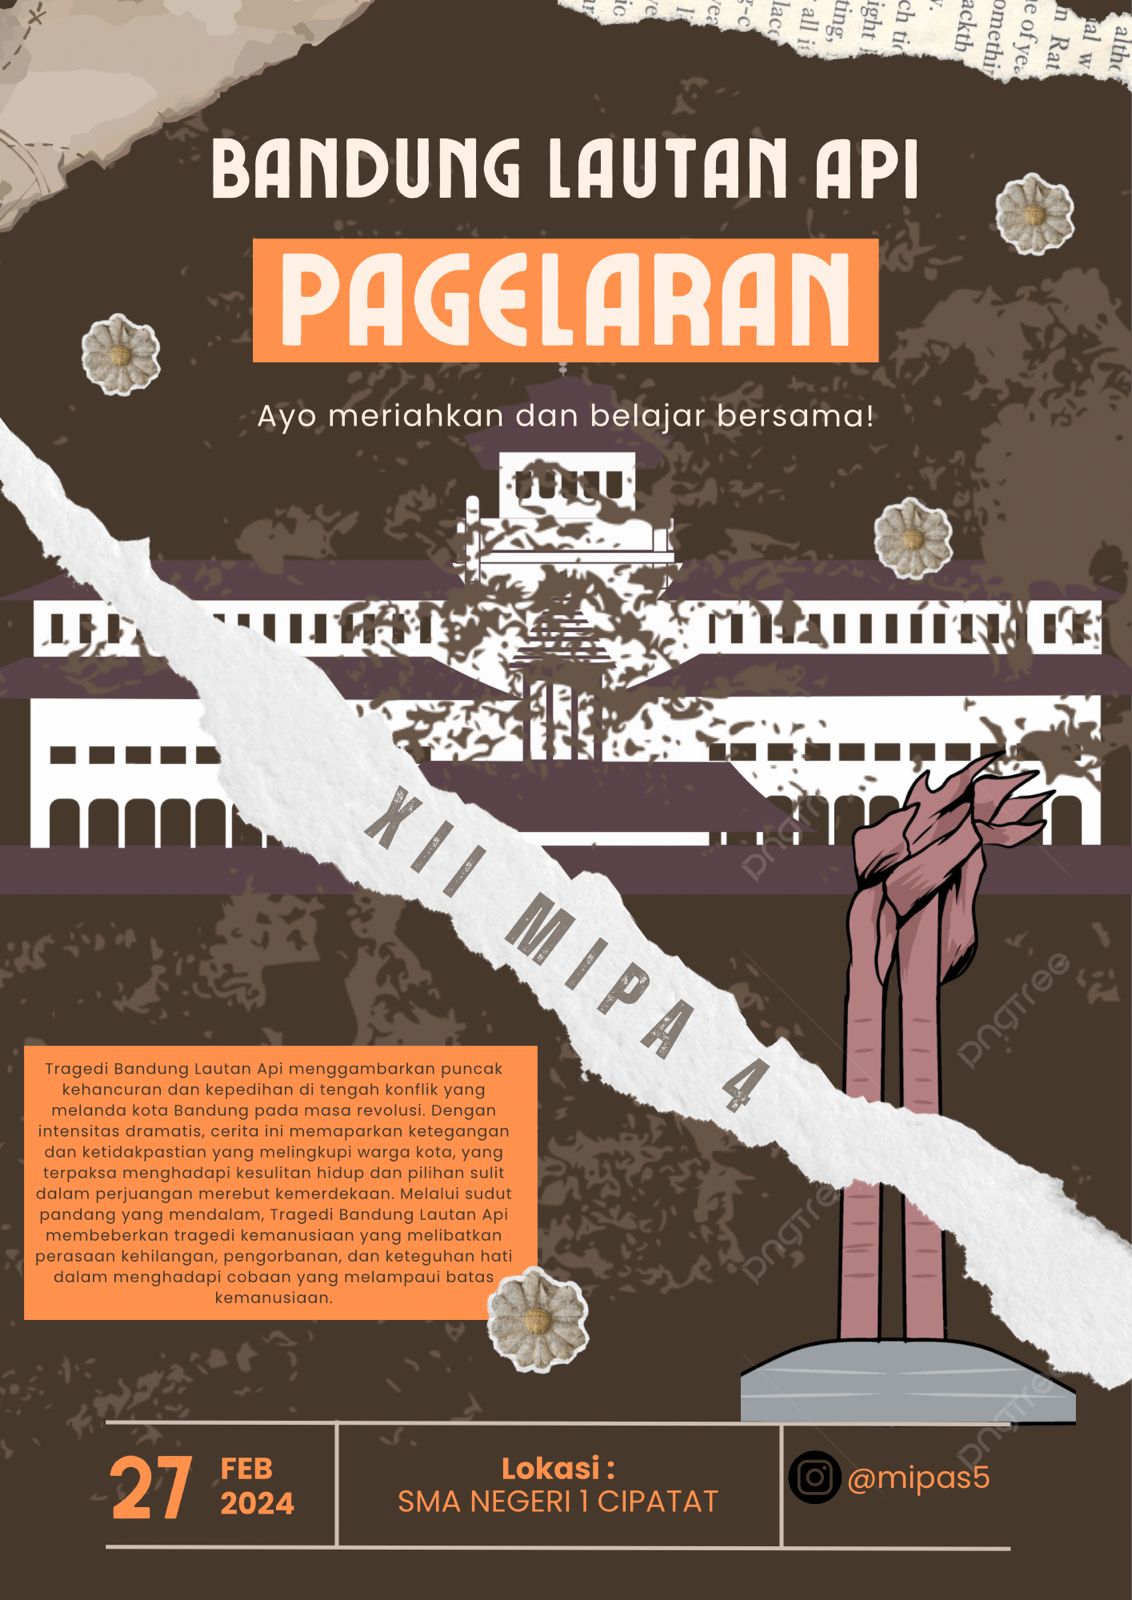 BANDUNG LAUTAN API
PAGELARAN
Ayo meriahkan dan belajar bersama!
XII MIPA 4
Tragedi Bandung Lautan Api menggambarkan puncak
kehancuran dan kepedihan di tengah konflik yang
melanda kota Bandung pada masa revolusi. Dengan
intensitas dramatis, cerita ini memaparkan ketegangan
dan ketidakpastian yang melingkupi warga kota, yang
terpaksa menghadapi kesulitan hidup dan pilihan sulit
dalam perjuangan merebut kemerdekaan. Melalui sudut
pandang yang mendalam, Tragedi Bandung Lautan Api
membeberkan tragedi kemanusiaan yang melibatkan
perasaan kehilangan, pengorbanan, dan keteguhan hati
dalam menghadapi cobaan yang melampaui batas
kemanusiaan.
27 FEB
2024
Lokasi :
SMA NEGERI 1 CIPATAT
@mipas5
pngtree
pngtree
pngtree